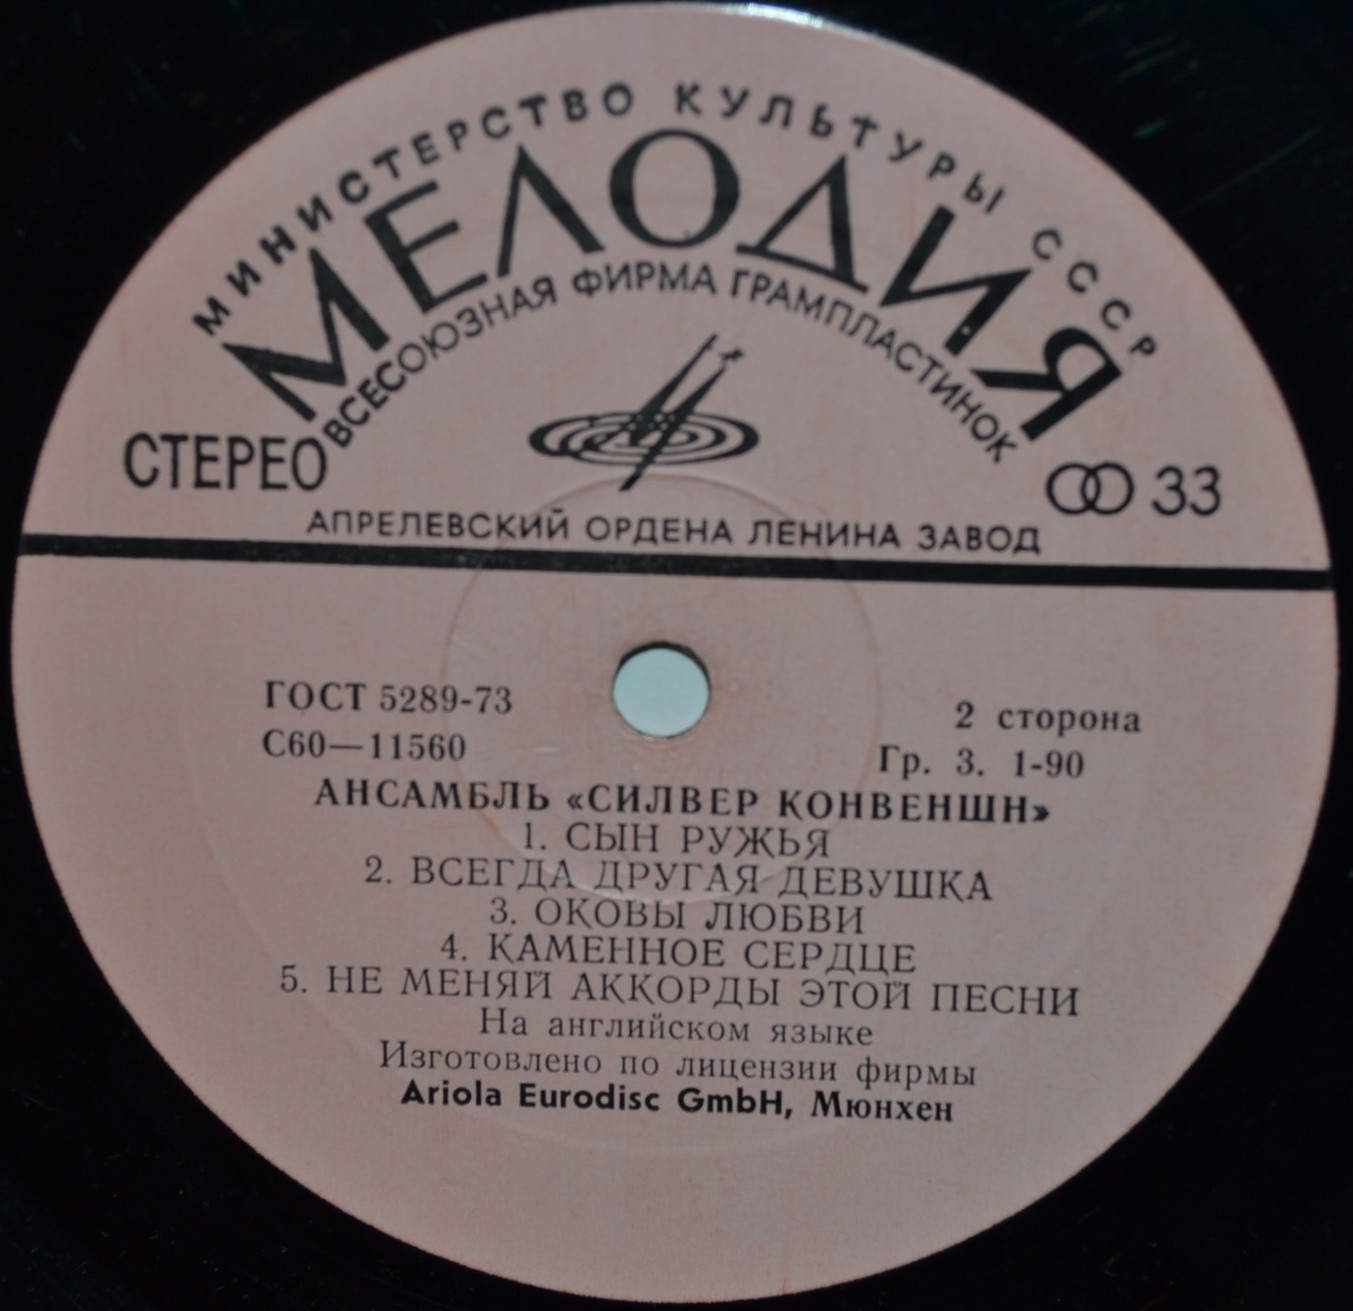 МИНИСТЕРСТВО КУЛЬТУРЫ СССР
МЕЛОДИЯ
ВСЕСОЮЗНАЯ ФИРМА ГРАМПЛАСТИНОК
СТЕРЕО
33
АПРЕЛЕВСКИЙ ОРДЕНА ЛЕНИНА ЗАВОД
ГОСТ 5289-73
2 сторона
С60—11560
Гр. 3. 1-90
АНСАМБЛЬ «СИЛВЕР КОНВЕНШН»
1. СЫН РУЖЬЯ
2. ВСЕГДА ДРУГАЯ ДЕВУШКА
3. ОКОВЫ ЛЮБВИ
4. КАМЕННОЕ СЕРДЦЕ
5. НЕ МЕНЯЙ АККОРДЫ ЭТОЙ ПЕСНИ
На английском языке
Изготовлено по лицензии фирмы
Ariola Eurodisc GmbH, Мюнхен